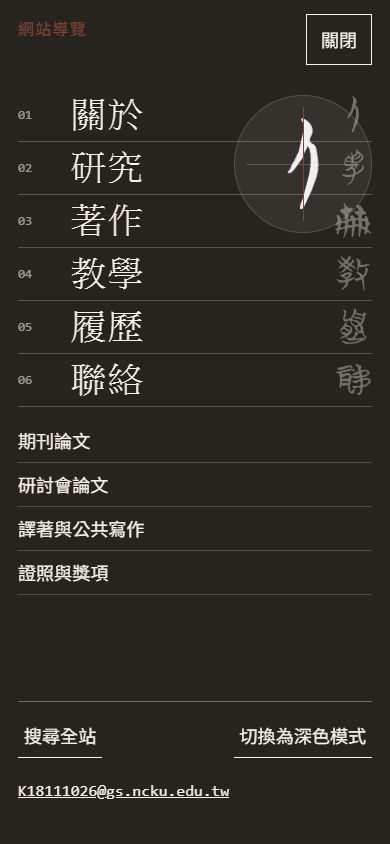 網站導覽
關閉
01 關於
02 研究
03 著作
04 教學
05 履歷
06 聯絡
期刊論文
研討會論文
譯著與公共寫作
證照與獎項
搜尋全站
切換為深色模式
K18111026@gs.ncku.edu.tw